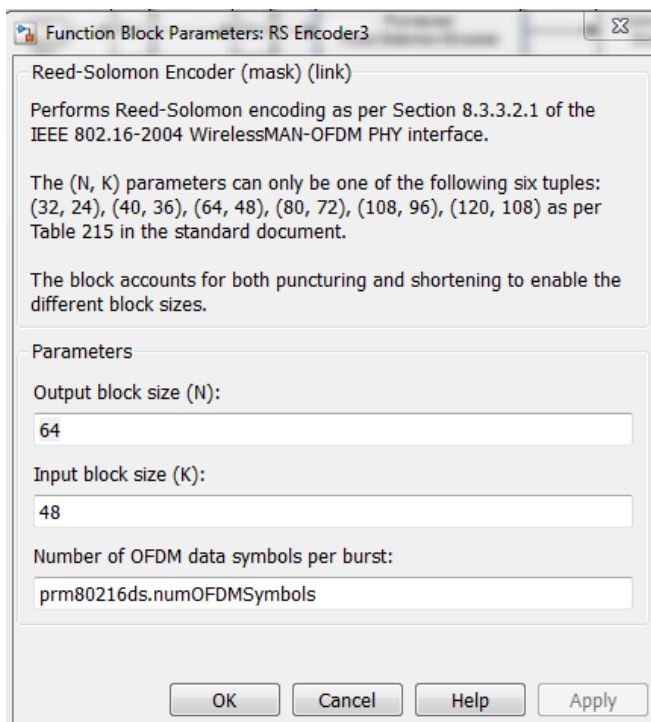 Function Block Parameters: RS Encoder3
Reed-Solomon Encoder (mask) (link)
Performs Reed-Solomon encoding as per Section 8.3.3.2.1 of the
IEEE 802.16-2004 WirelessMAN-OFDM PHY interface.
The (N, K) parameters can only be one of the following six tuples:
(32, 24), (40, 36), (64, 48), (80, 72), (108, 96), (120, 108) as per
Table 215 in the standard document.
The block accounts for both puncturing and shortening to enable the
different block sizes.
Parameters
Output block size (N):
64
Input block size (K):
48
Number of OFDM data symbols per burst:
prm80216ds.numOFDMSymbols
OK Cancel Help Apply